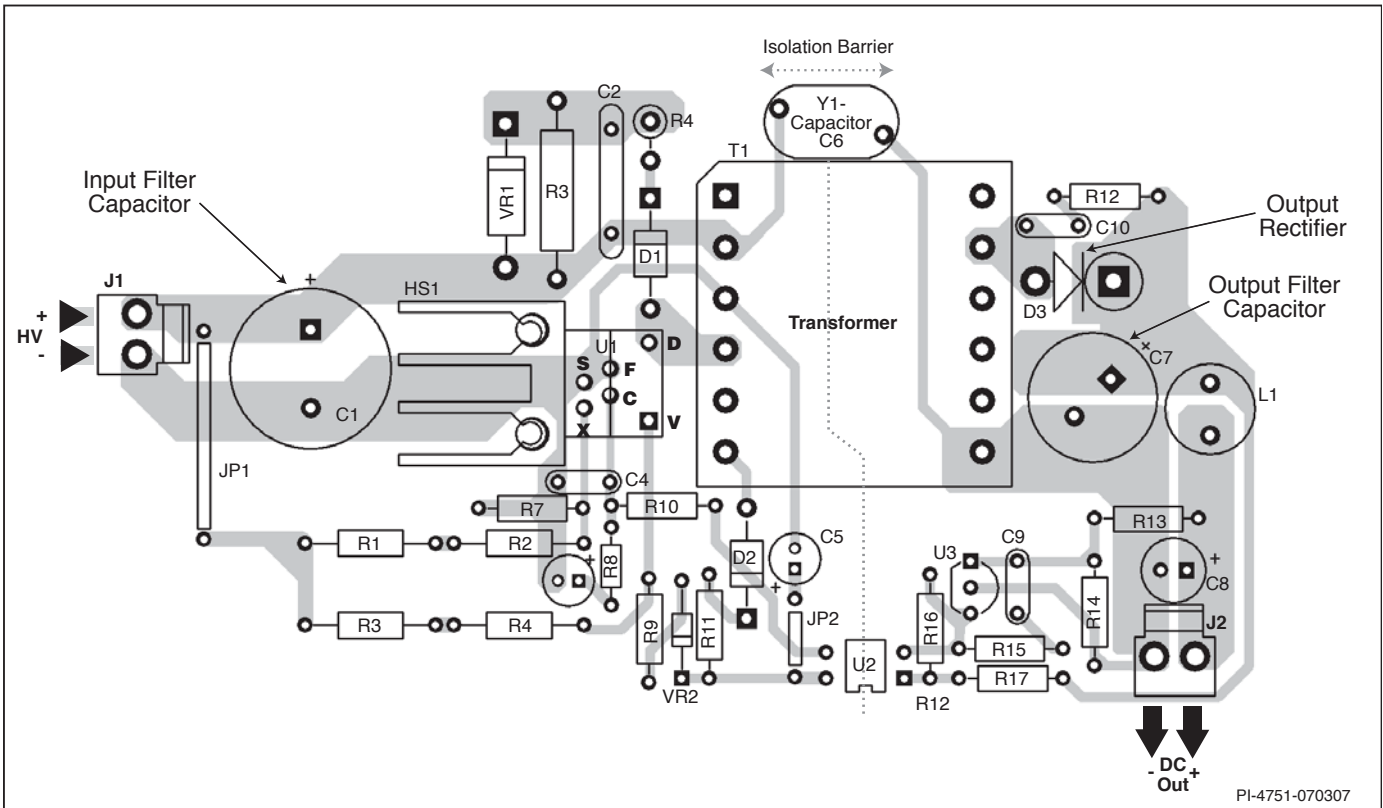 Isolation Barrier
Y1-
Capacitor
C6
C2
R4
T1
Input Filter
Capacitor
VR1
R3
R12
C10
Output
Rectifier
D1
J1
+
HS1
D3
Output Filter
Capacitor
+
HV
-
Transformer
+
C7
U1
D
S
F
C
X
V
C1
L1
JP1
C4
R7
R10
R13
R1
R2
+
R8
D2
C5
+
U3
C9
+
C8
R14
R3
R4
R9
R11
JP2
R16
R15
J2
U2
R17
VR2
R12
- DC +
Out
PI-4751-070307